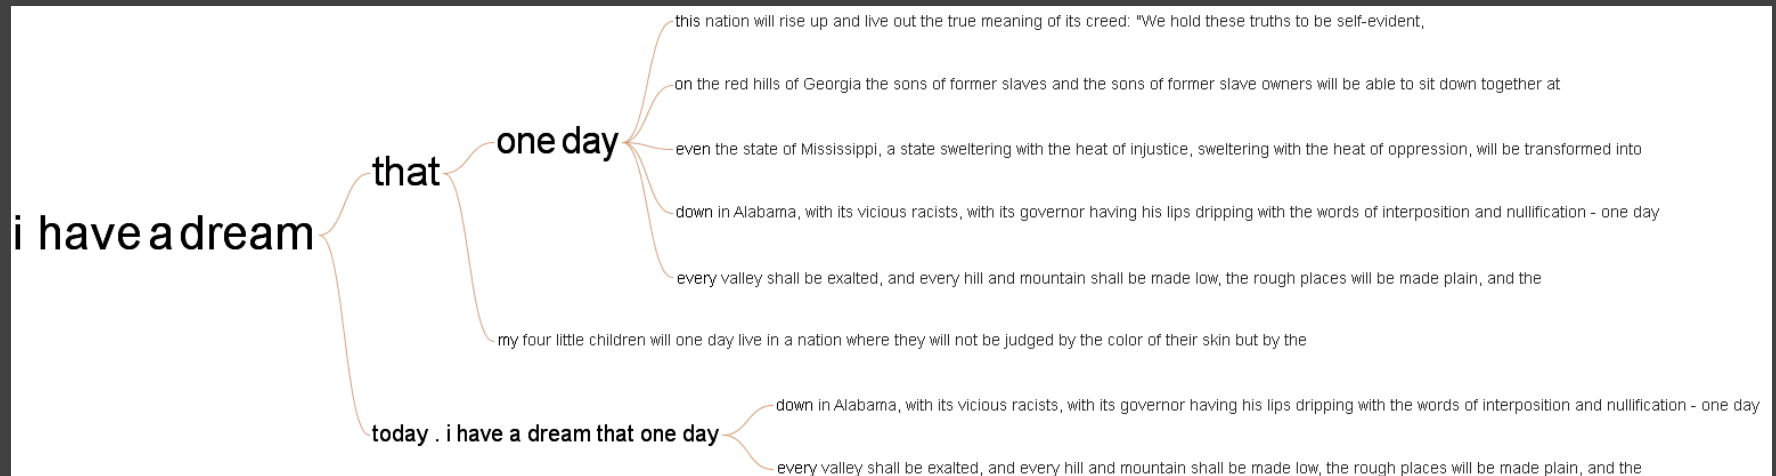 this nation will rise up and live out the true meaning of its creed: "We hold these truths to be self-evident,
on the red hills of Georgia the sons of former slaves and the sons of former slave owners will be able to sit down together at
one day
even the state of Mississippi, a state sweltering with the heat of injustice, sweltering with the heat of oppression, will be transformed into
that
down in Alabama, with its vicious racists, with its governor having his lips dripping with the words of interposition and nullification - one day
i have a dream
every valley shall be exalted, and every hill and mountain shall be made low, the rough places will be made plain, and the
my four little children will one day live in a nation where they will not be judged by the color of their skin but by the
down in Alabama, with its vicious racists, with its governor having his lips dripping with the words of interposition and nullification - one day
today . i have a dream that one day
every valley shall be exalted, and every hill and mountain shall be made low, the rough places will be made plain, and the